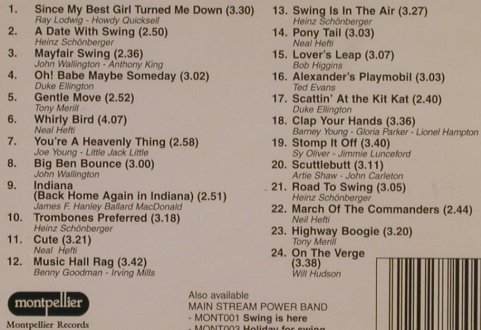 1. Since My Best Girl Turned Me Down (3.30)
Ray Lodwig - Howdy Quicksell
2. A Date With Swing (2.50)
Heinz Schönberger
3. Mayfair Swing (2.36)
John Wallington - Anthony King
4. Oh! Babe Maybe Someday (3.02)
Duke Ellington
5. Gentle Move (2.52)
Tony Merill
6. Whirly Bird (4.07)
Neal Hefti
7. You're A Heavenly Thing (2.58)
Joe Young - Little Jack Little
8. Big Ben Bounce (3.00)
John Wallington
9. Indiana
(Back Home Again in Indiana) (2.51)
James F. Hanley Ballard MacDonald
10. Trombones Preferred (3.18)
Heinz Schönberger
11. Cute (3.21)
Neal Hefti
12. Music Hall Rag (3.42)
Benny Goodman - Irving Mills
13. Swing Is In The Air (3.27)
Heinz Schönberger
14. Pony Tail (3.03)
Neal Hefti
15. Lover's Leap (3.07)
Bob Higgins
16. Alexander's Playmobil (3.03)
Ted Evans
17. Scattin' At the Kit Kat (2.40)
Duke Ellington
18. Clap Your Hands (3.36)
Barney Young - Gloria Parker - Lionel Hampton
19. Stomp It Off (3.40)
Sy Oliver - Jimmie Lunceford
20. Scuttlebutt (3.11)
Artie Shaw - John Carleton
21. Road To Swing (3.05)
Heinz Schönberger
22. March Of The Commanders (2.44)
Neil Hefti
23. Highway Boogie (3.20)
Tony Merill
24. On The Verge
(3.38)
Will Hudson
montpellier
Montpellier Records
Also available
MAIN STREAM POWER BAND
- MONT001 Swing is here
- MONT003 Holiday for swing